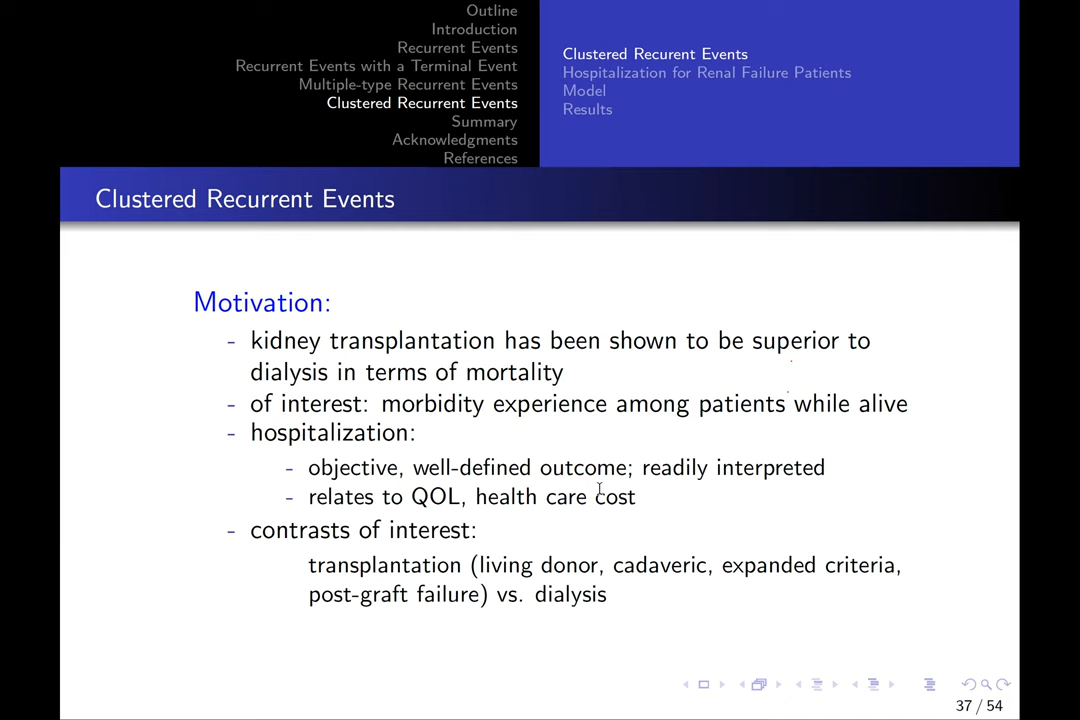 Outline
Introduction
Recurrent Events
Recurrent Events with a Terminal Event
Multiple-type Recurrent Events
Clustered Recurrent Events
Summary
Acknowledgments
References
Clustered Recurent Events
Hospitalization for Renal Failure Patients
Model
Results
Clustered Recurrent Events
Motivation:
- kidney transplantation has been shown to be superior to
dialysis in terms of mortality
- of interest: morbidity experience among patients while alive
- hospitalization:
- objective, well-defined outcome; readily interpreted
- relates to QOL, health care cost
- contrasts of interest:
transplantation (living donor, cadaveric, expanded criteria,
post-graft failure) vs. dialysis
37 / 54